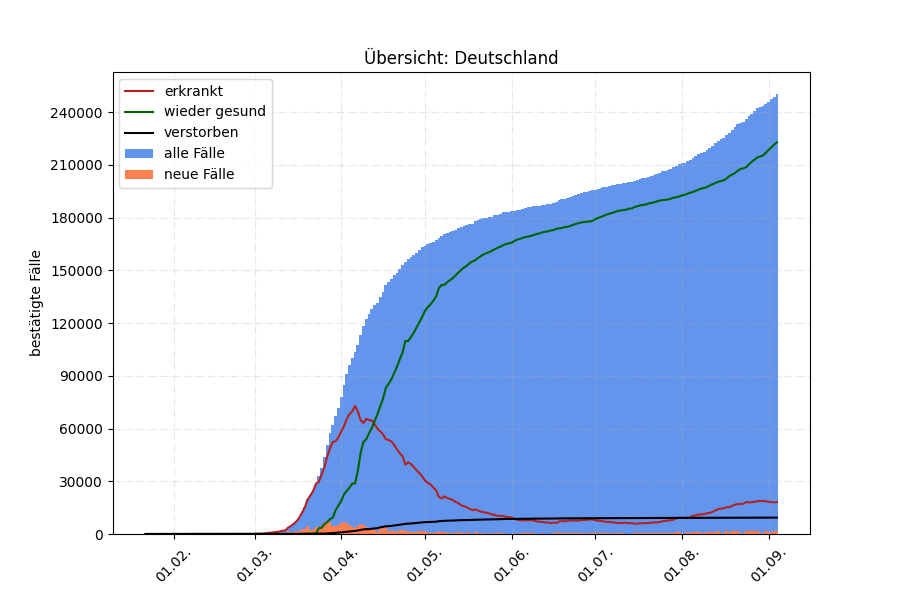 Übersicht: Deutschland
erkrankt
wieder gesund
verstorben
alle Fälle
neue Fälle
bestätigte Fälle
240000
210000
180000
150000
120000
90000
60000
30000
0
01.02.
01.03.
01.04.
01.05.
01.06.
01.07.
01.08.
01.09.